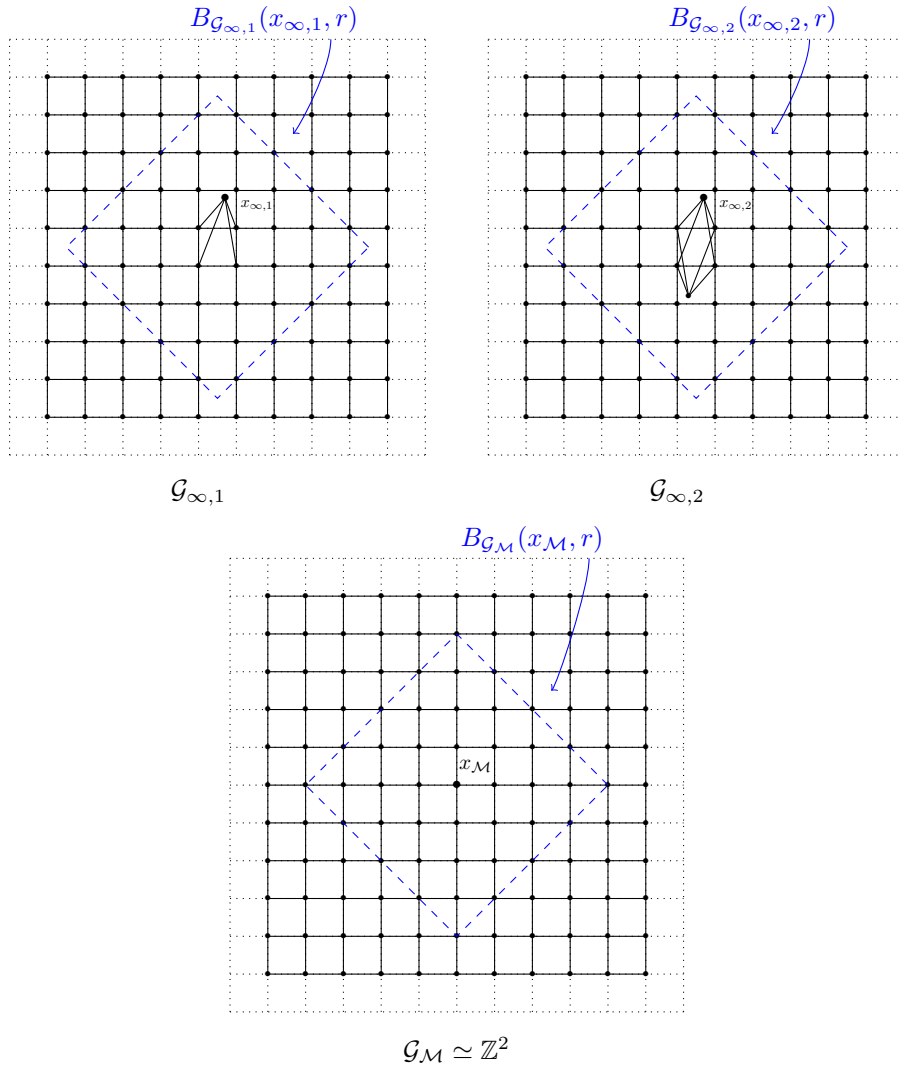 $B_{\mathcal{G}_{\infty,1}}(x_{\infty,1}, r)$
$B_{\mathcal{G}_{\infty,2}}(x_{\infty,2}, r)$
$x_{\infty,1}$
$x_{\infty,2}$
$\mathcal{G}_{\infty,1}$
$\mathcal{G}_{\infty,2}$
$B_{\mathcal{G}_{\mathcal{M}}}(x_{\mathcal{M}}, r)$
$x_{\mathcal{M}}$
$\mathcal{G}_{\mathcal{M}} \simeq \mathbb{Z}^2$